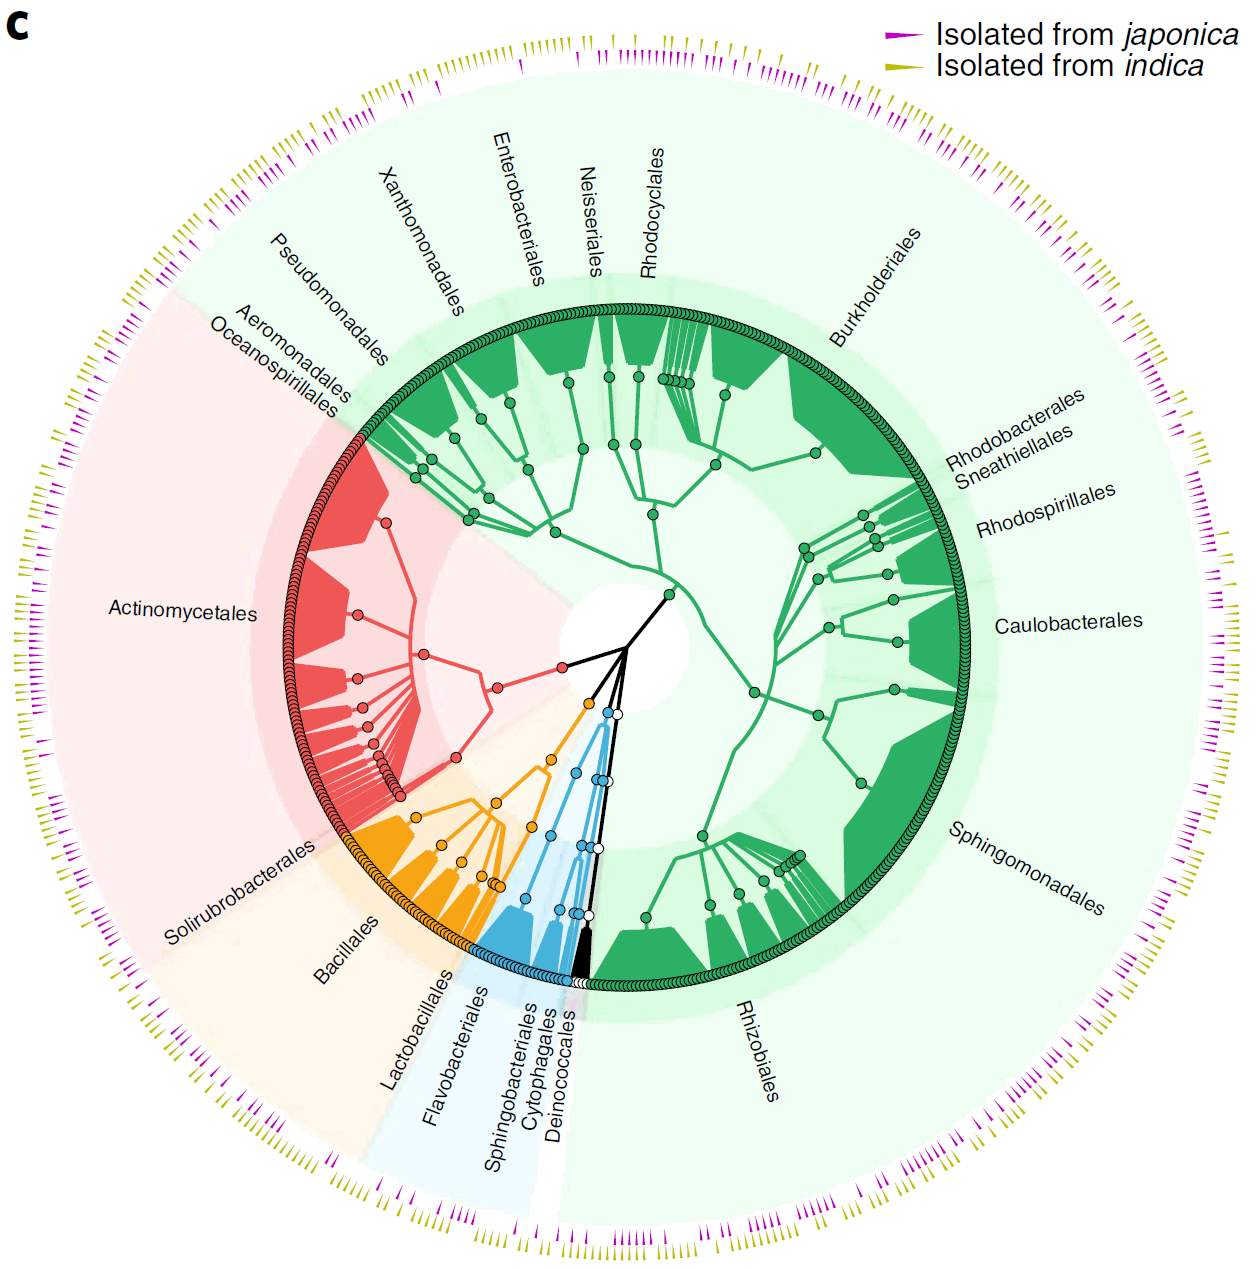 c
Isolated from japonica
Isolated from indica
Enterobacteriales
Neisseriales
Rhodocyclales
Xanthomonadales
Burkholderiales
Pseudomonadales
Aeromonadales
Oceanospirillales
Rhodobacterales
Sneathiellales
Rhodospirillales
Actinomycetales
Caulobacterales
Sphingomonadales
Solirubrobacterales
Bacillales
Lactobacillales
Flavobacteriales
Sphingobacteriales
Cytophagales
Deinococcales
Rhizobiales